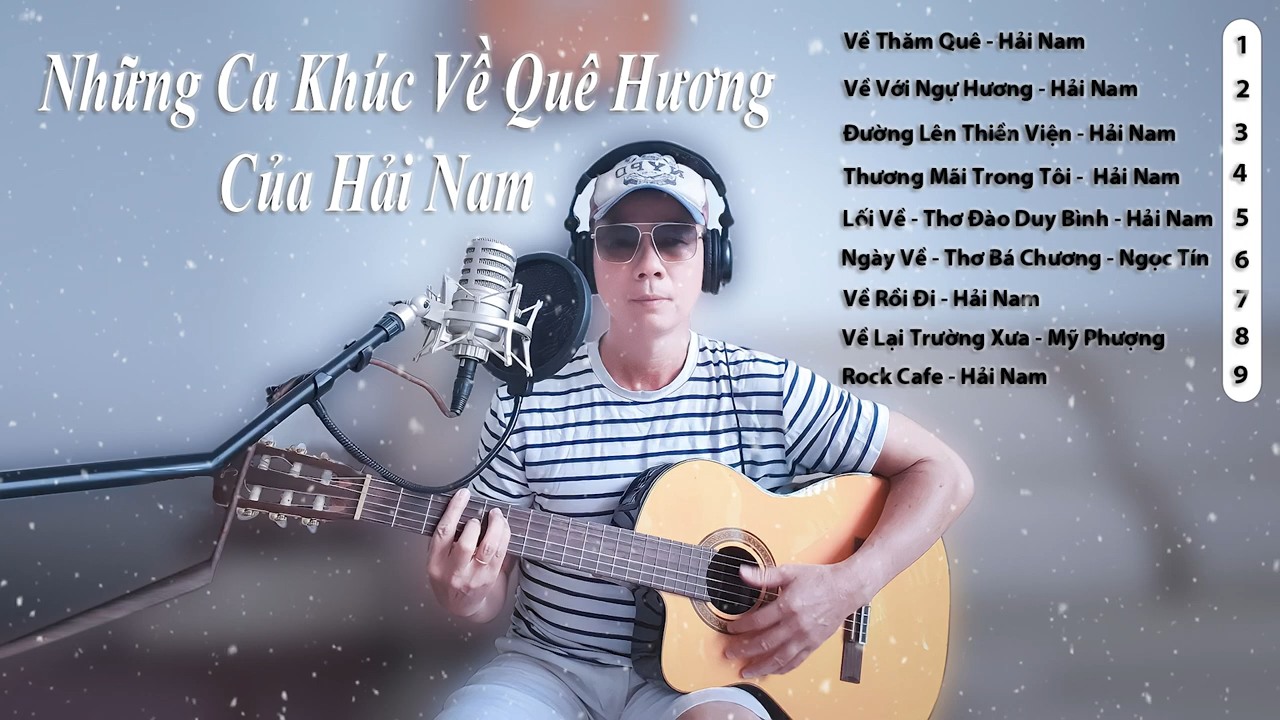 Những Ca Khúc Về Quê Hương
Của Hải Nam
Về Thăm Quê - Hải Nam 1
Về Với Ngự Hương - Hải Nam 2
Đường Lên Thiền Viện - Hải Nam 3
Thương Mãi Trong Tôi - Hải Nam 4
Lối Về - Thơ Đào Duy Bình - Hải Nam 5
Ngày Về - Thơ Bá Chương - Ngọc Tín 6
Về Rồi Đi - Hải Nam 7
Về Lại Trường Xưa - Mỹ Phượng 8
Rock Cafe - Hải Nam 9